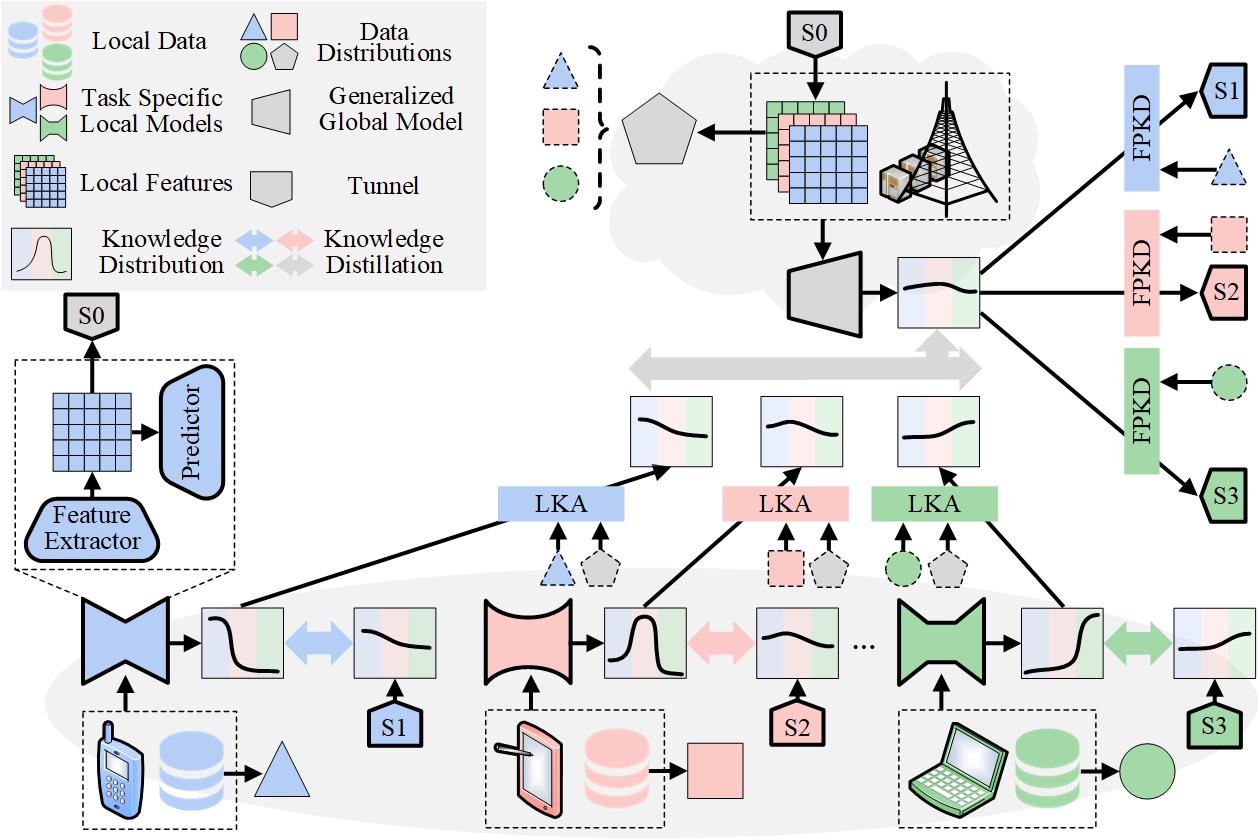 Local Data
Data
Distributions
Task Specific
Local Models
Generalized
Global Model
Local Features
Tunnel
Knowledge
Distribution
Knowledge
Distillation
S0
S0
FPKD
S1
FPKD
S2
FPKD
S3
Predictor
Feature
Extractor
LKA
LKA
LKA
...
S1
S2
S3